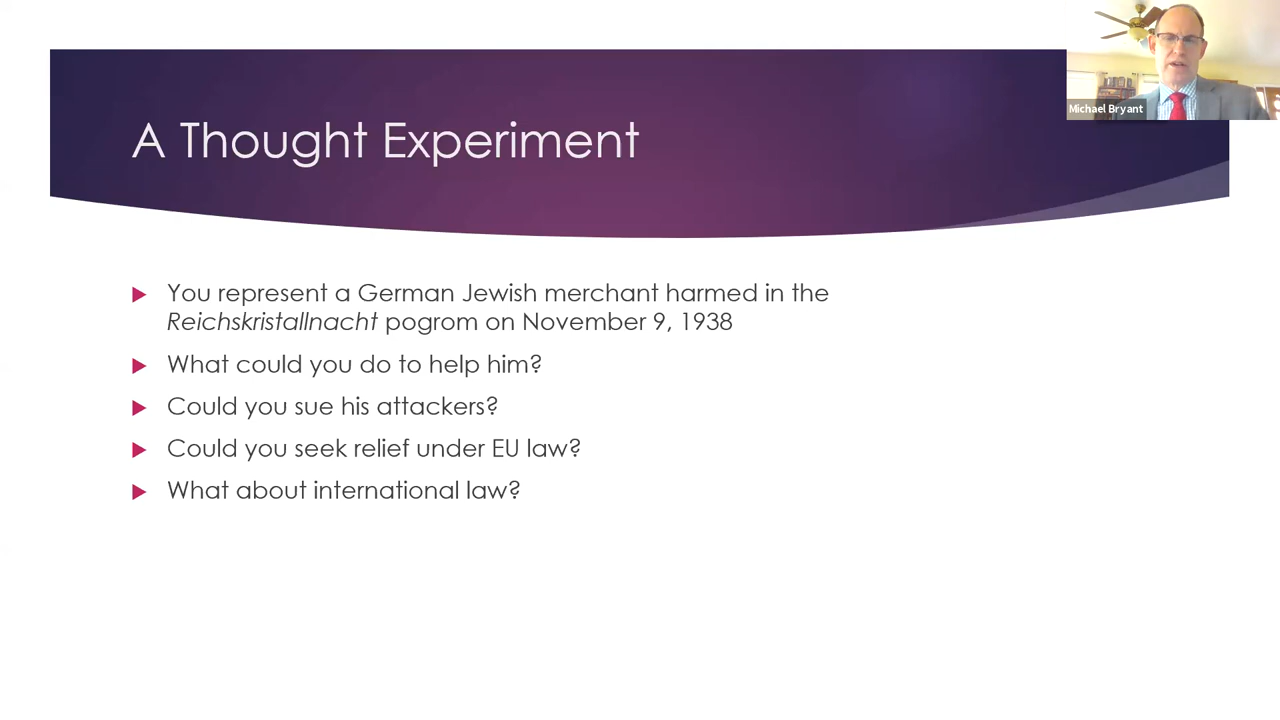 Michael Bryant
A Thought Experiment
You represent a German Jewish merchant harmed in the
Reichskristallnacht pogrom on November 9, 1938
What could you do to help him?
Could you sue his attackers?
Could you seek relief under EU law?
What about international law?